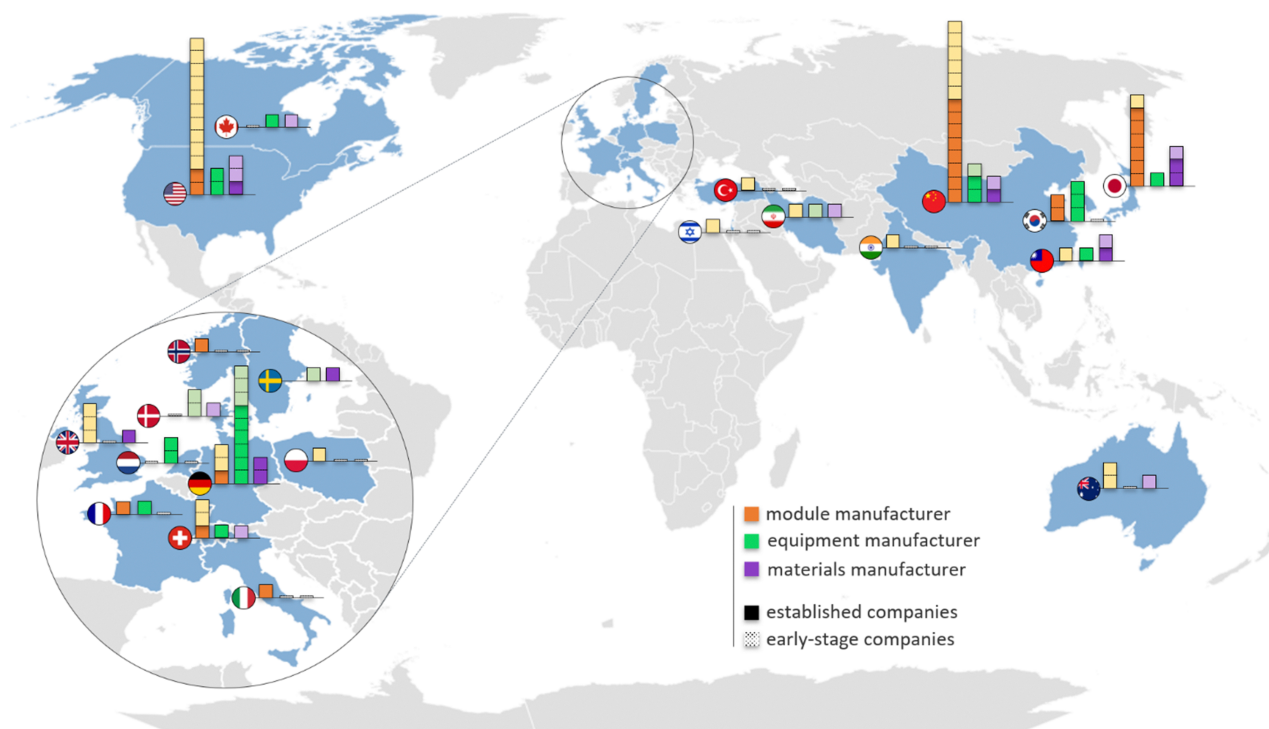 module manufacturer
equipment manufacturer
materials manufacturer
established companies
early-stage companies